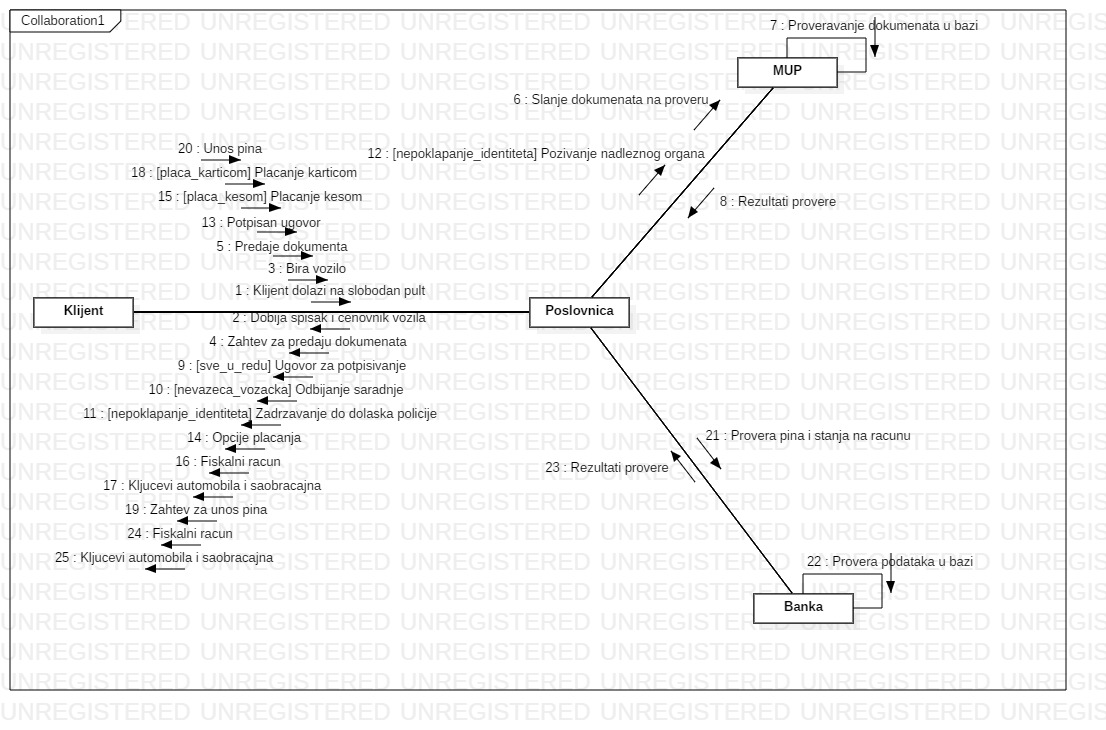 Collaboration1
7 : Proveravanje dokumenata u bazi
MUP
6 : Slanje dokumenata na proveru
20 : Unos pina
12 : [nepoklapanje_identiteta] Pozivanje nadleznog organa
18 : [placa_karticom] Placanje karticom
15 : [placa_kesom] Placanje kesom
8 : Rezultati provere
13 : Potpisan ugovor
5 : Predaje dokumenta
3 : Bira vozilo
1 : Klijent dolazi na slobodan pult
Klijent
Poslovnica
2 : Dobija spisak i cenovnik vozila
4 : Zahtev za predaju dokumenata
9 : [sve_u_redu] Ugovor za potpisivanje
10 : [nevazeca_vozacka] Odbijanje saradnje
11 : [nepoklapanje_identiteta] Zadrzavanje do dolaska policije
14 : Opcije placanja
21 : Provera pina i stanja na racunu
16 : Fiskalni racun
23 : Rezultati provere
17 : Kljucevi automobila i saobracajna
19 : Zahtev za unos pina
24 : Fiskalni racun
25 : Kljucevi automobila i saobracajna
22 : Provera podataka u bazi
Banka
UNREGISTERED